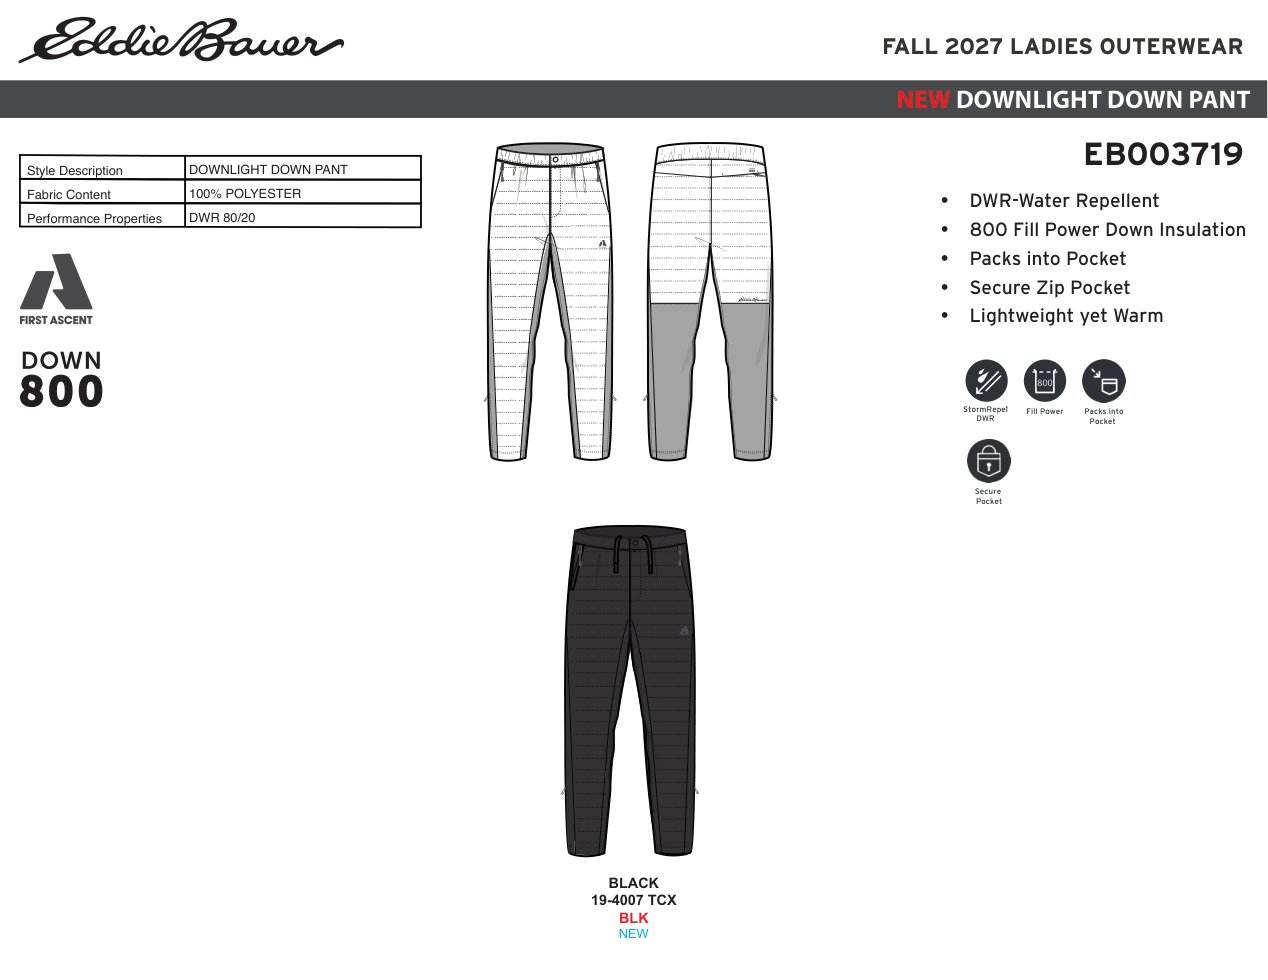 Eddie Bauer
FALL 2027 LADIES OUTERWEAR
NEW DOWNLIGHT DOWN PANT
EB003719
Style Description DOWNLIGHT DOWN PANT
Fabric Content 100% POLYESTER
Performance Properties DWR 80/20
FIRST ASCENT
DOWN
800
Eddie Bauer
• DWR-Water Repellent
• 800 Fill Power Down Insulation
• Packs into Pocket
• Secure Zip Pocket
• Lightweight yet Warm
800
StormRepel
DWR
Fill Power
Packs into
Pocket
Secure
Pocket
BLACK
19-4007 TCX
BLK
NEW